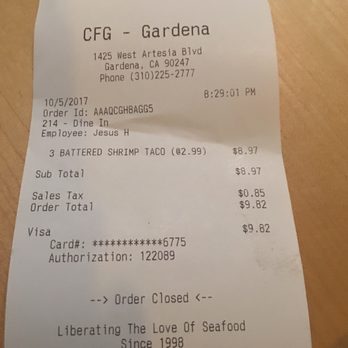 CFG - Gardena
1425 West Artesia Blvd
Gardena, CA 90247
Phone (310)225-2777
10/5/2017 8:29:01 PM
Order Id: AAAQCGHBAGG5
214 - Dine In
Employee: Jesus H
3 BATTERED SHRIMP TACO (@2.99) $8.97
Sub Total $8.97
Sales Tax $0.85
Order Total $9.82
Visa $9.82
Card#: ************6775
Authorization: 122089
--> Order Closed <--
Liberating The Love Of Seafood
Since 1998